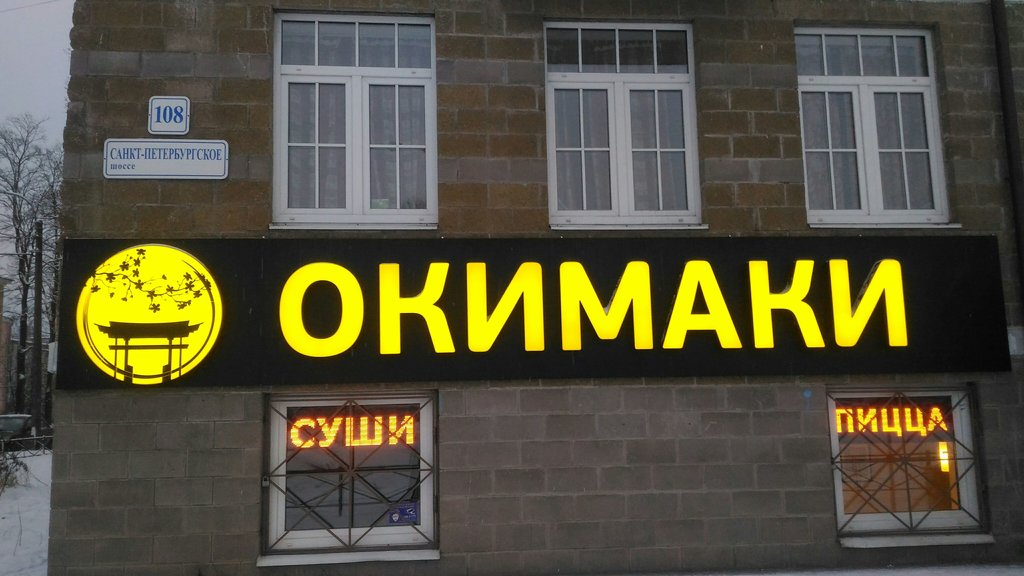 108
САНКТ-ПЕТЕРБУРГСКОЕ
шоссе
ОКИМАКИ
СУШИ
ПИЦЦА